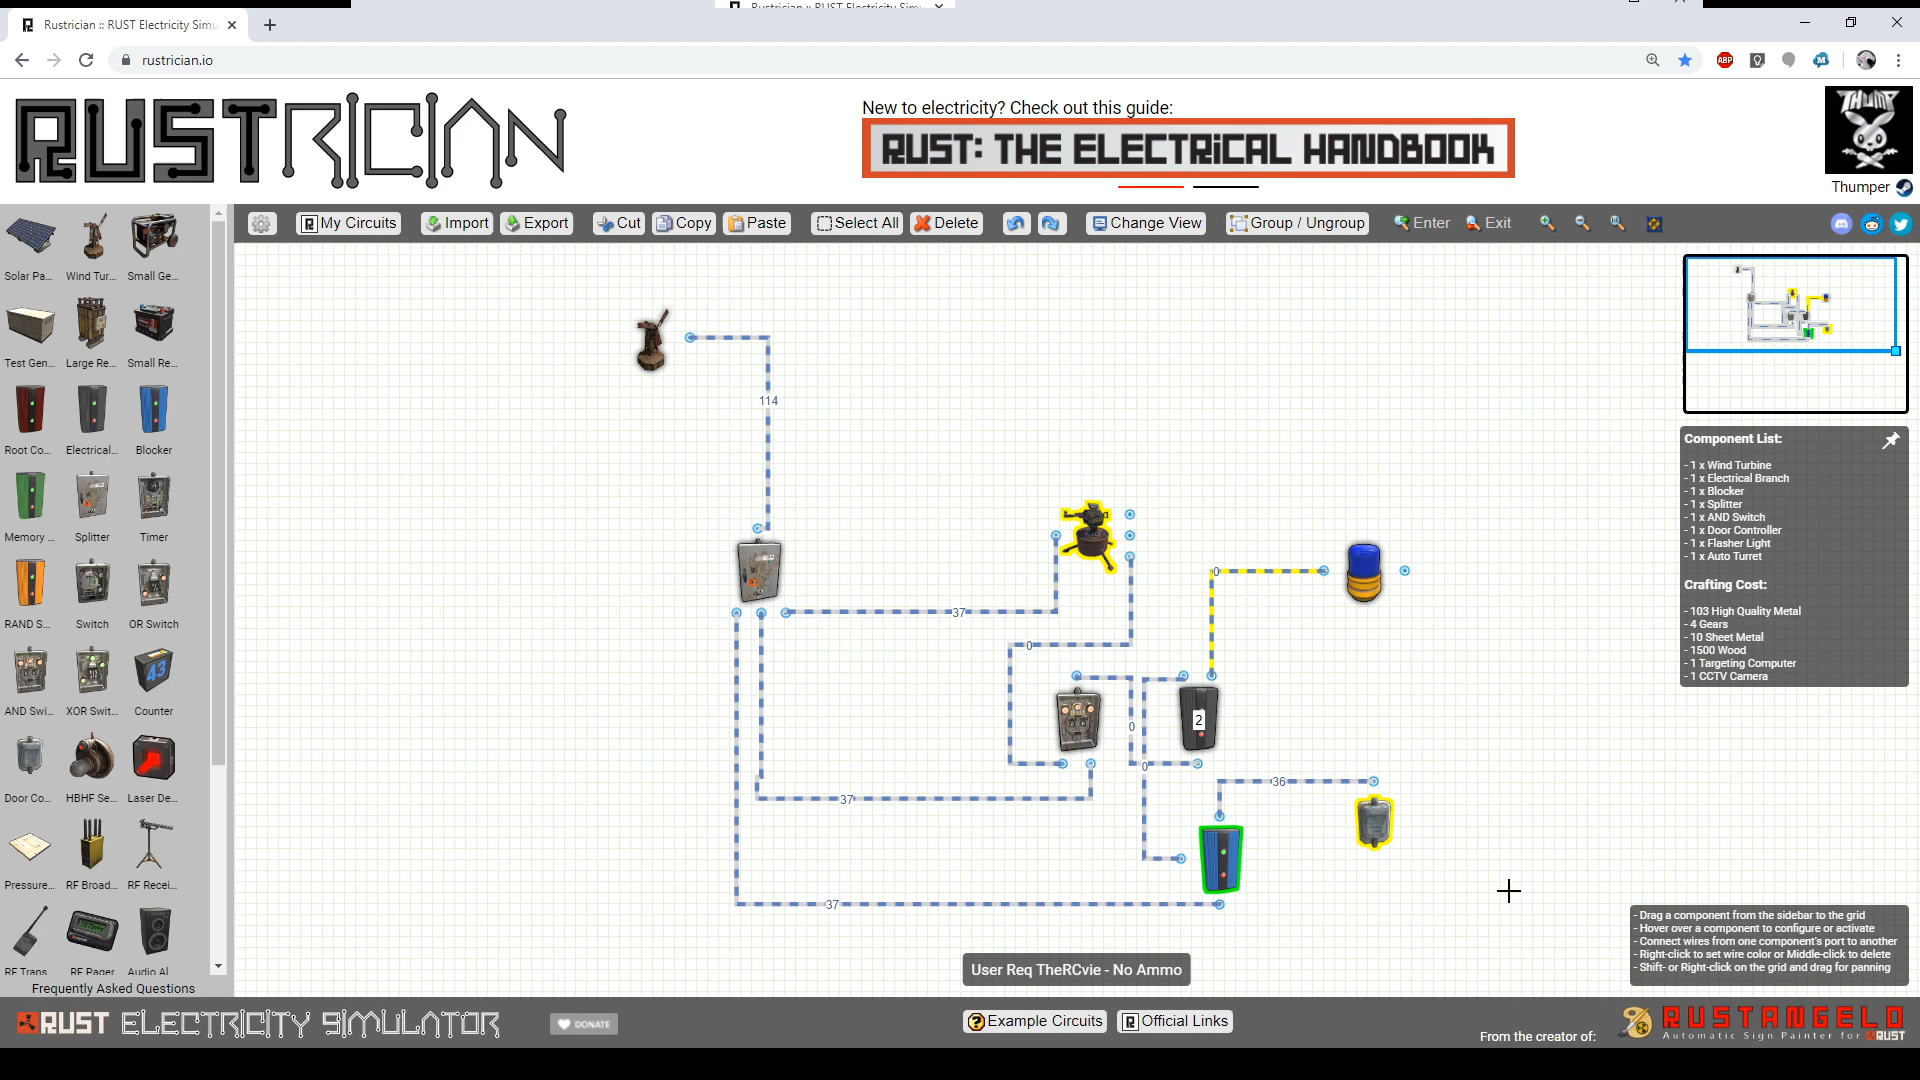 Rustrician :: RUST Electricity Simu
Rustrician :: RUST Electricity Simu
rustrician.io
ABP
RUSTRICIAN
New to electricity? Check out this guide:
RUST: THE ELECTRICAL HANDBOOK
THUMP
Thumper
My Circuits
Import
Export
Cut
Copy
Paste
Select All
Delete
Change View
Group / Ungroup
Enter
Exit
Solar Pa...
Wind Tur...
Small Ge...
Test Gen...
Large Re...
Small Re...
Root Co...
Electrical...
Blocker
Memory ...
Splitter
Timer
RAND S...
Switch
OR Switch
AND Swi...
XOR Swit...
43
Counter
Door Co...
HBHF Se...
Laser De...
Pressure...
RF Broad...
RF Recei...
RF Trans
RF Pager
Audio Al
Frequently Asked Questions
114
37
0
0
0
0
2
36
37
37
Component List:
- 1 x Wind Turbine
- 1 x Electrical Branch
- 1 x Blocker
- 1 x Splitter
- 1 x AND Switch
- 1 x Door Controller
- 1 x Flasher Light
- 1 x Auto Turret
Crafting Cost:
- 103 High Quality Metal
- 4 Gears
- 10 Sheet Metal
- 1500 Wood
- 1 Targeting Computer
- 1 CCTV Camera
- Drag a component from the sidebar to the grid
- Hover over a component to configure or activate
- Connect wires from one component's port to another
- Right-click to set wire color or Middle-click to delete
- Shift- or Right-click on the grid and drag for panning
User Req TheRCvie - No Ammo
RUST ELECTRICITY SIMULATOR
DONATE
Example Circuits
Official Links
From the creator of:
RUSTANGELO
Automatic Sign Painter for RUST